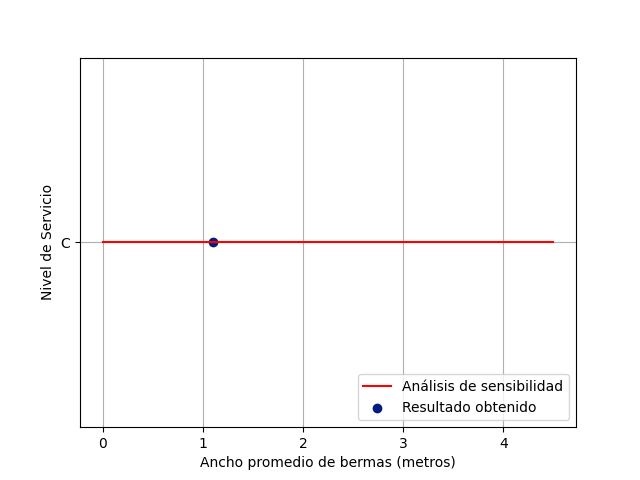 Nivel de Servicio
C
0 1 2 3 4
Ancho promedio de bermas (metros)
Análisis de sensibilidad
Resultado obtenido